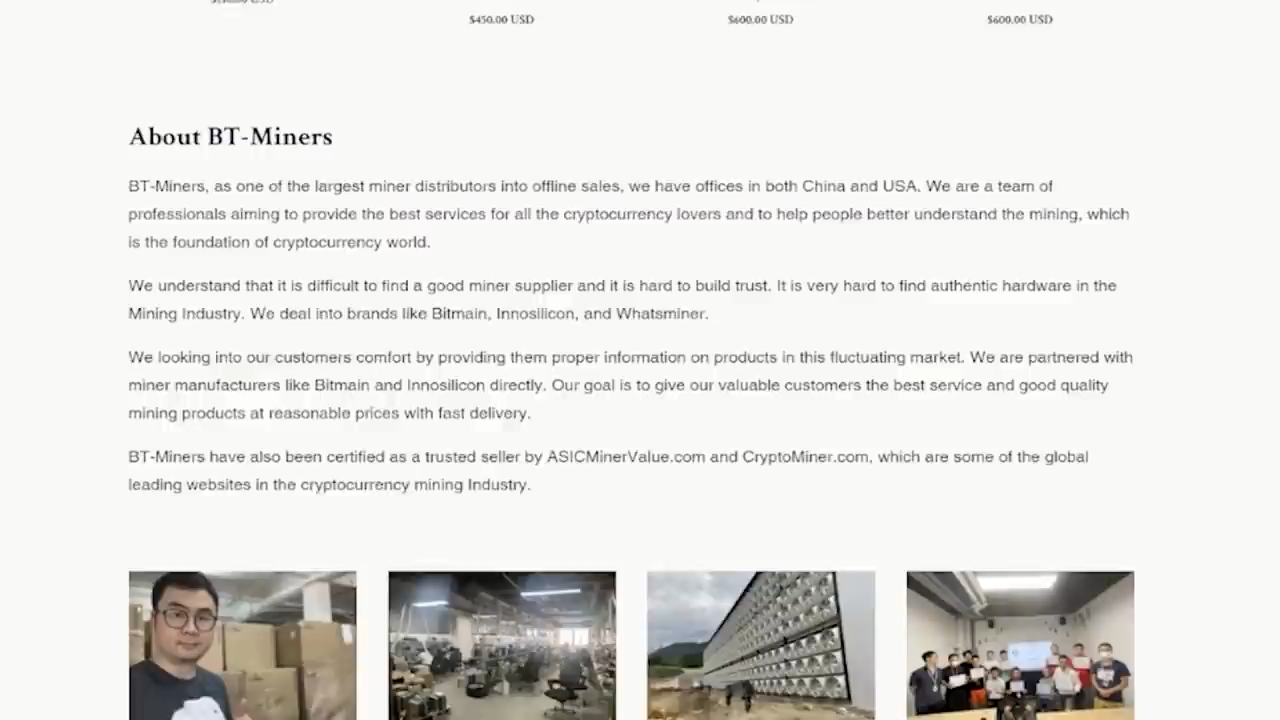 $450.00 USD
$600.00 USD
$600.00 USD
About BT-Miners
BT-Miners, as one of the largest miner distributors into offline sales, we have offices in both China and USA. We are a team of
professionals aiming to provide the best services for all the cryptocurrency lovers and to help people better understand the mining, which
is the foundation of cryptocurrency world.
We understand that it is difficult to find a good miner supplier and it is hard to build trust. It is very hard to find authentic hardware in the
Mining Industry. We deal into brands like Bitmain, Innosilicon, and Whatsminer.
We looking into our customers comfort by providing them proper information on products in this fluctuating market. We are partnered with
miner manufacturers like Bitmain and Innosilicon directly. Our goal is to give our valuable customers the best service and good quality
mining products at reasonable prices with fast delivery.
BT-Miners have also been certified as a trusted seller by ASICMinerValue.com and CryptoMiner.com, which are some of the global
leading websites in the cryptocurrency mining Industry.